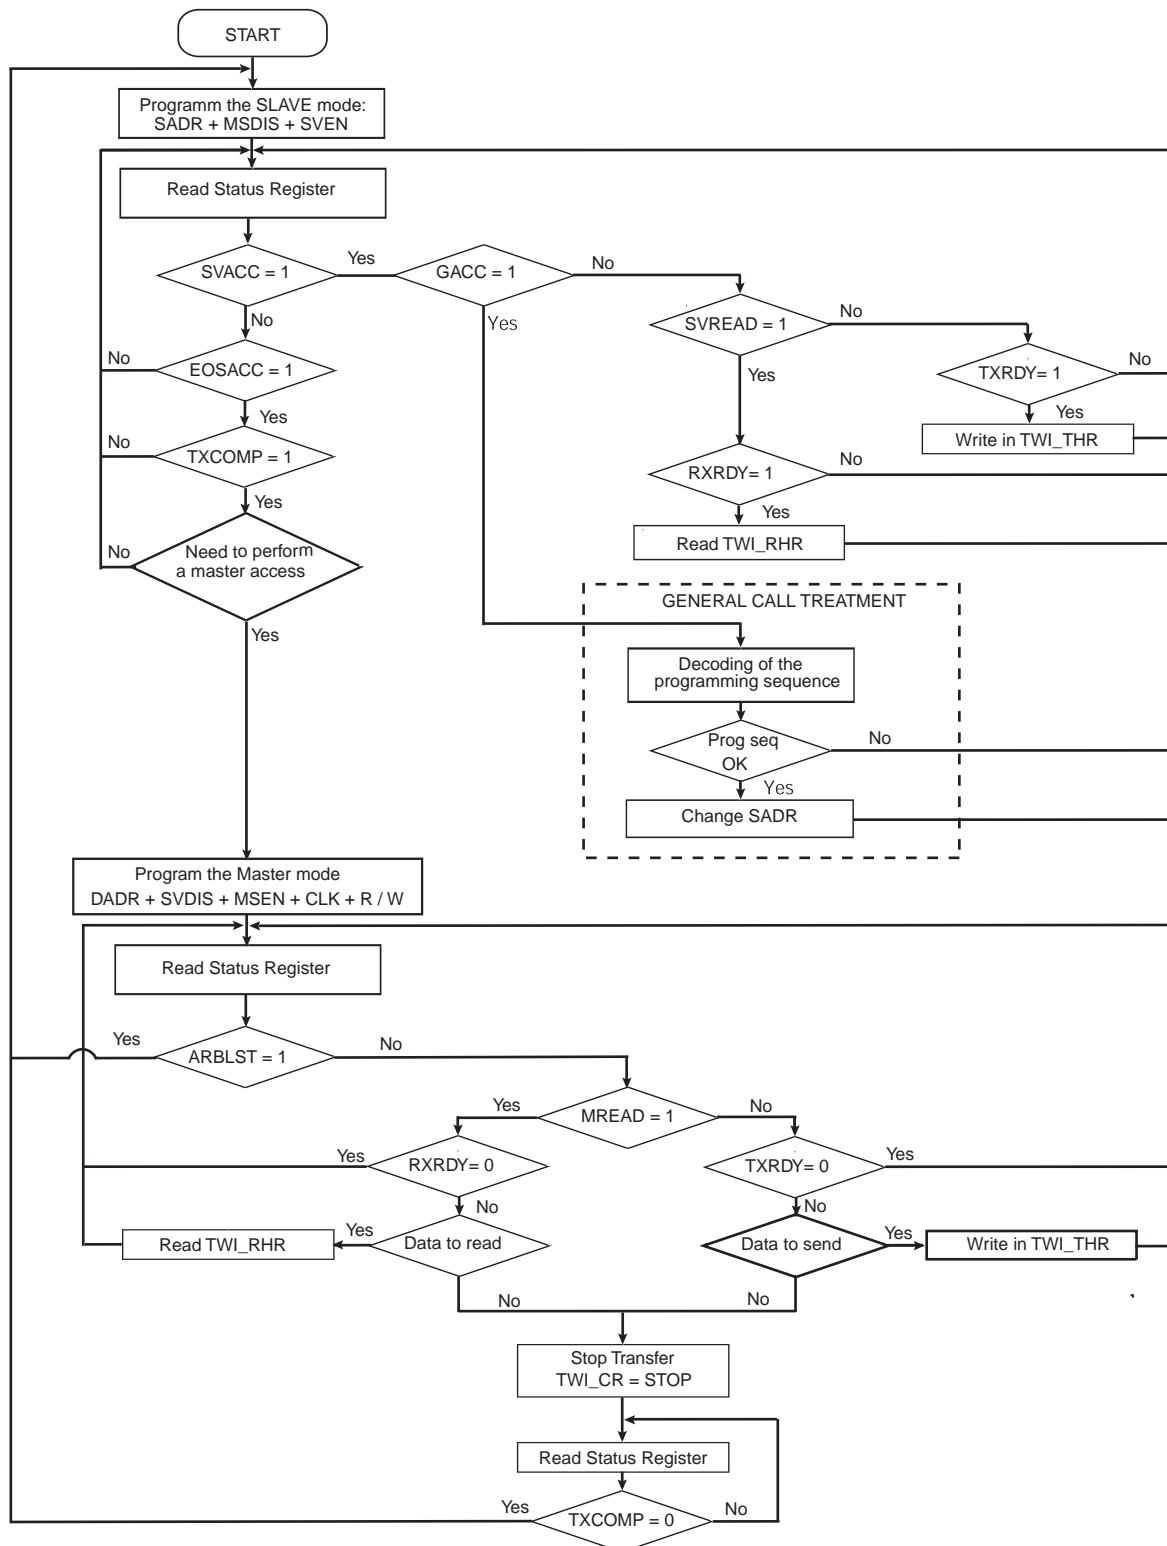 START
Programm the SLAVE mode:
SADR + MSDIS + SVEN
Read Status Register
SVACC = 1
Yes
GACC = 1
No
No
Yes
SVREAD = 1
No
Yes
TXRDY= 1
No
Yes
Write in TWI_THR
No
EOSACC = 1
Yes
No
TXCOMP = 1
Yes
RXRDY= 1
No
Yes
Read TWI_RHR
No
Need to perform
a master access
Yes
GENERAL CALL TREATMENT
Decoding of the
programming sequence
Prog seq
OK
No
Yes
Change SADR
Program the Master mode
DADR + SVDIS + MSEN + CLK + R / W
Read Status Register
Yes
ARBLST = 1
No
Yes
MREAD = 1
No
Yes
RXRDY= 0
No
TXRDY= 0
Yes
No
Read TWI_RHR
Yes
Data to read
No
Data to send
Yes
Write in TWI_THR
No
Stop Transfer
TWI_CR = STOP
Read Status Register
Yes
TXCOMP = 0
No